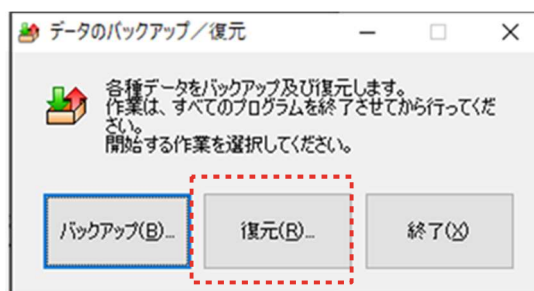 データのバックアップ/復元
各種データをバックアップ及び復元します。
作業は、すべてのプログラムを終了させてから行ってくだ
さい。
開始する作業を選択してください。
バックアップ(B)... 復元(R)... 終了(X)